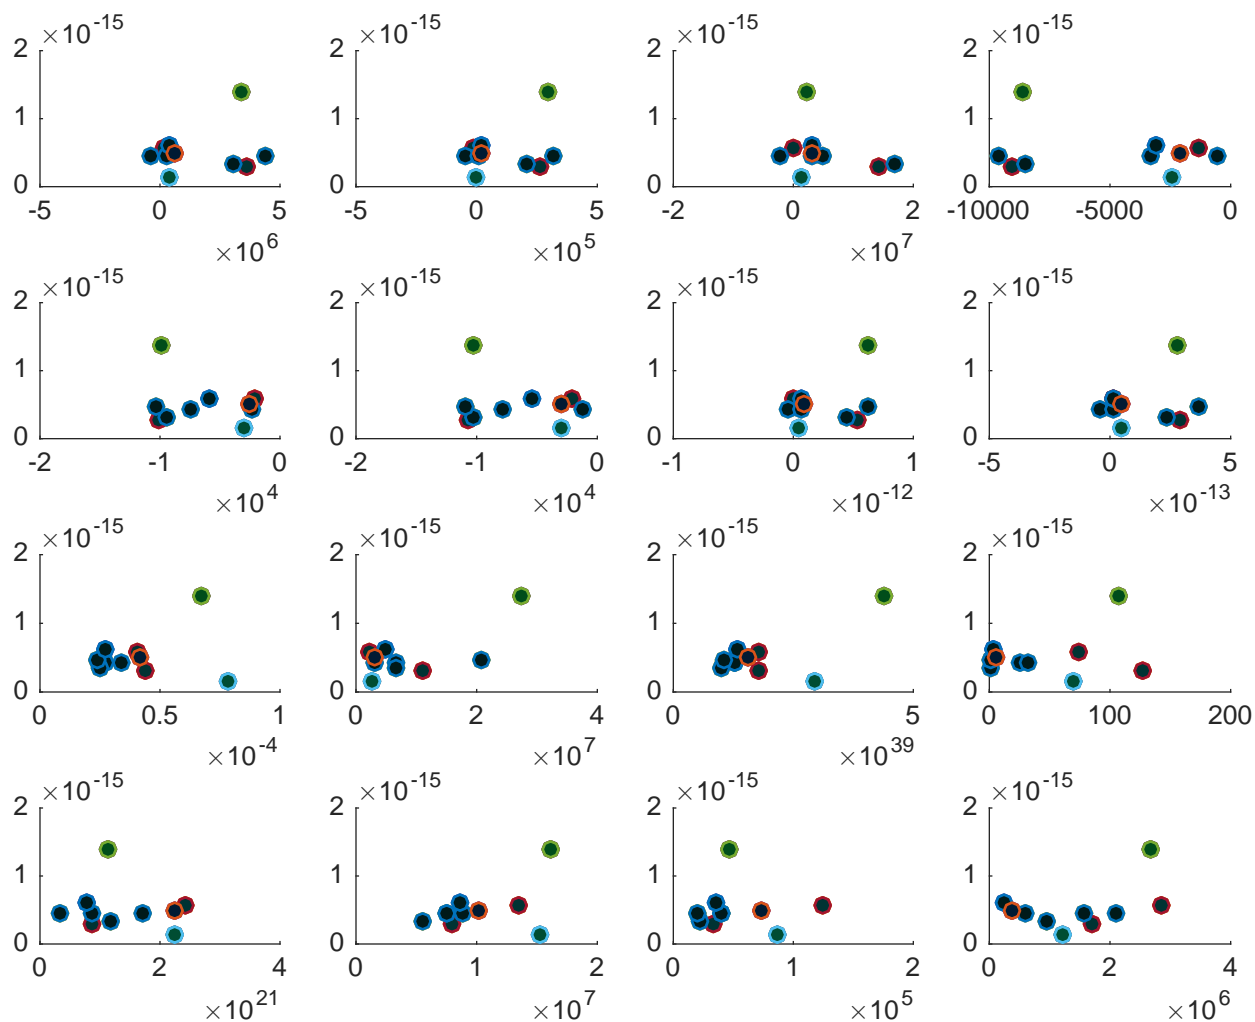 ×10-15 ×10-15 ×10-15 ×10-15
2 2 2 2
1 1 1 1
0 0 0 0
-5 0 5 -5 0 5 -2 0 2 -10000 -5000 0
×106 ×105 ×107
×10-15 ×10-15 ×10-15 ×10-15
2 2 2 2
1 1 1 1
0 0 0 0
-2 -1 0 -2 -1 0 -1 0 1 -5 0 5
×104 ×104 ×10-12 ×10-13
×10-15 ×10-15 ×10-15 ×10-15
2 2 2 2
1 1 1 1
0 0 0 0
0 0.5 1 0 2 4 0 5 0 100 200
×10-4 ×107 ×1039
×10-15 ×10-15 ×10-15 ×10-15
2 2 2 2
1 1 1 1
0 0 0 0
0 2 4 0 1 2 0 1 2 0 2 4
×1021 ×107 ×105 ×106